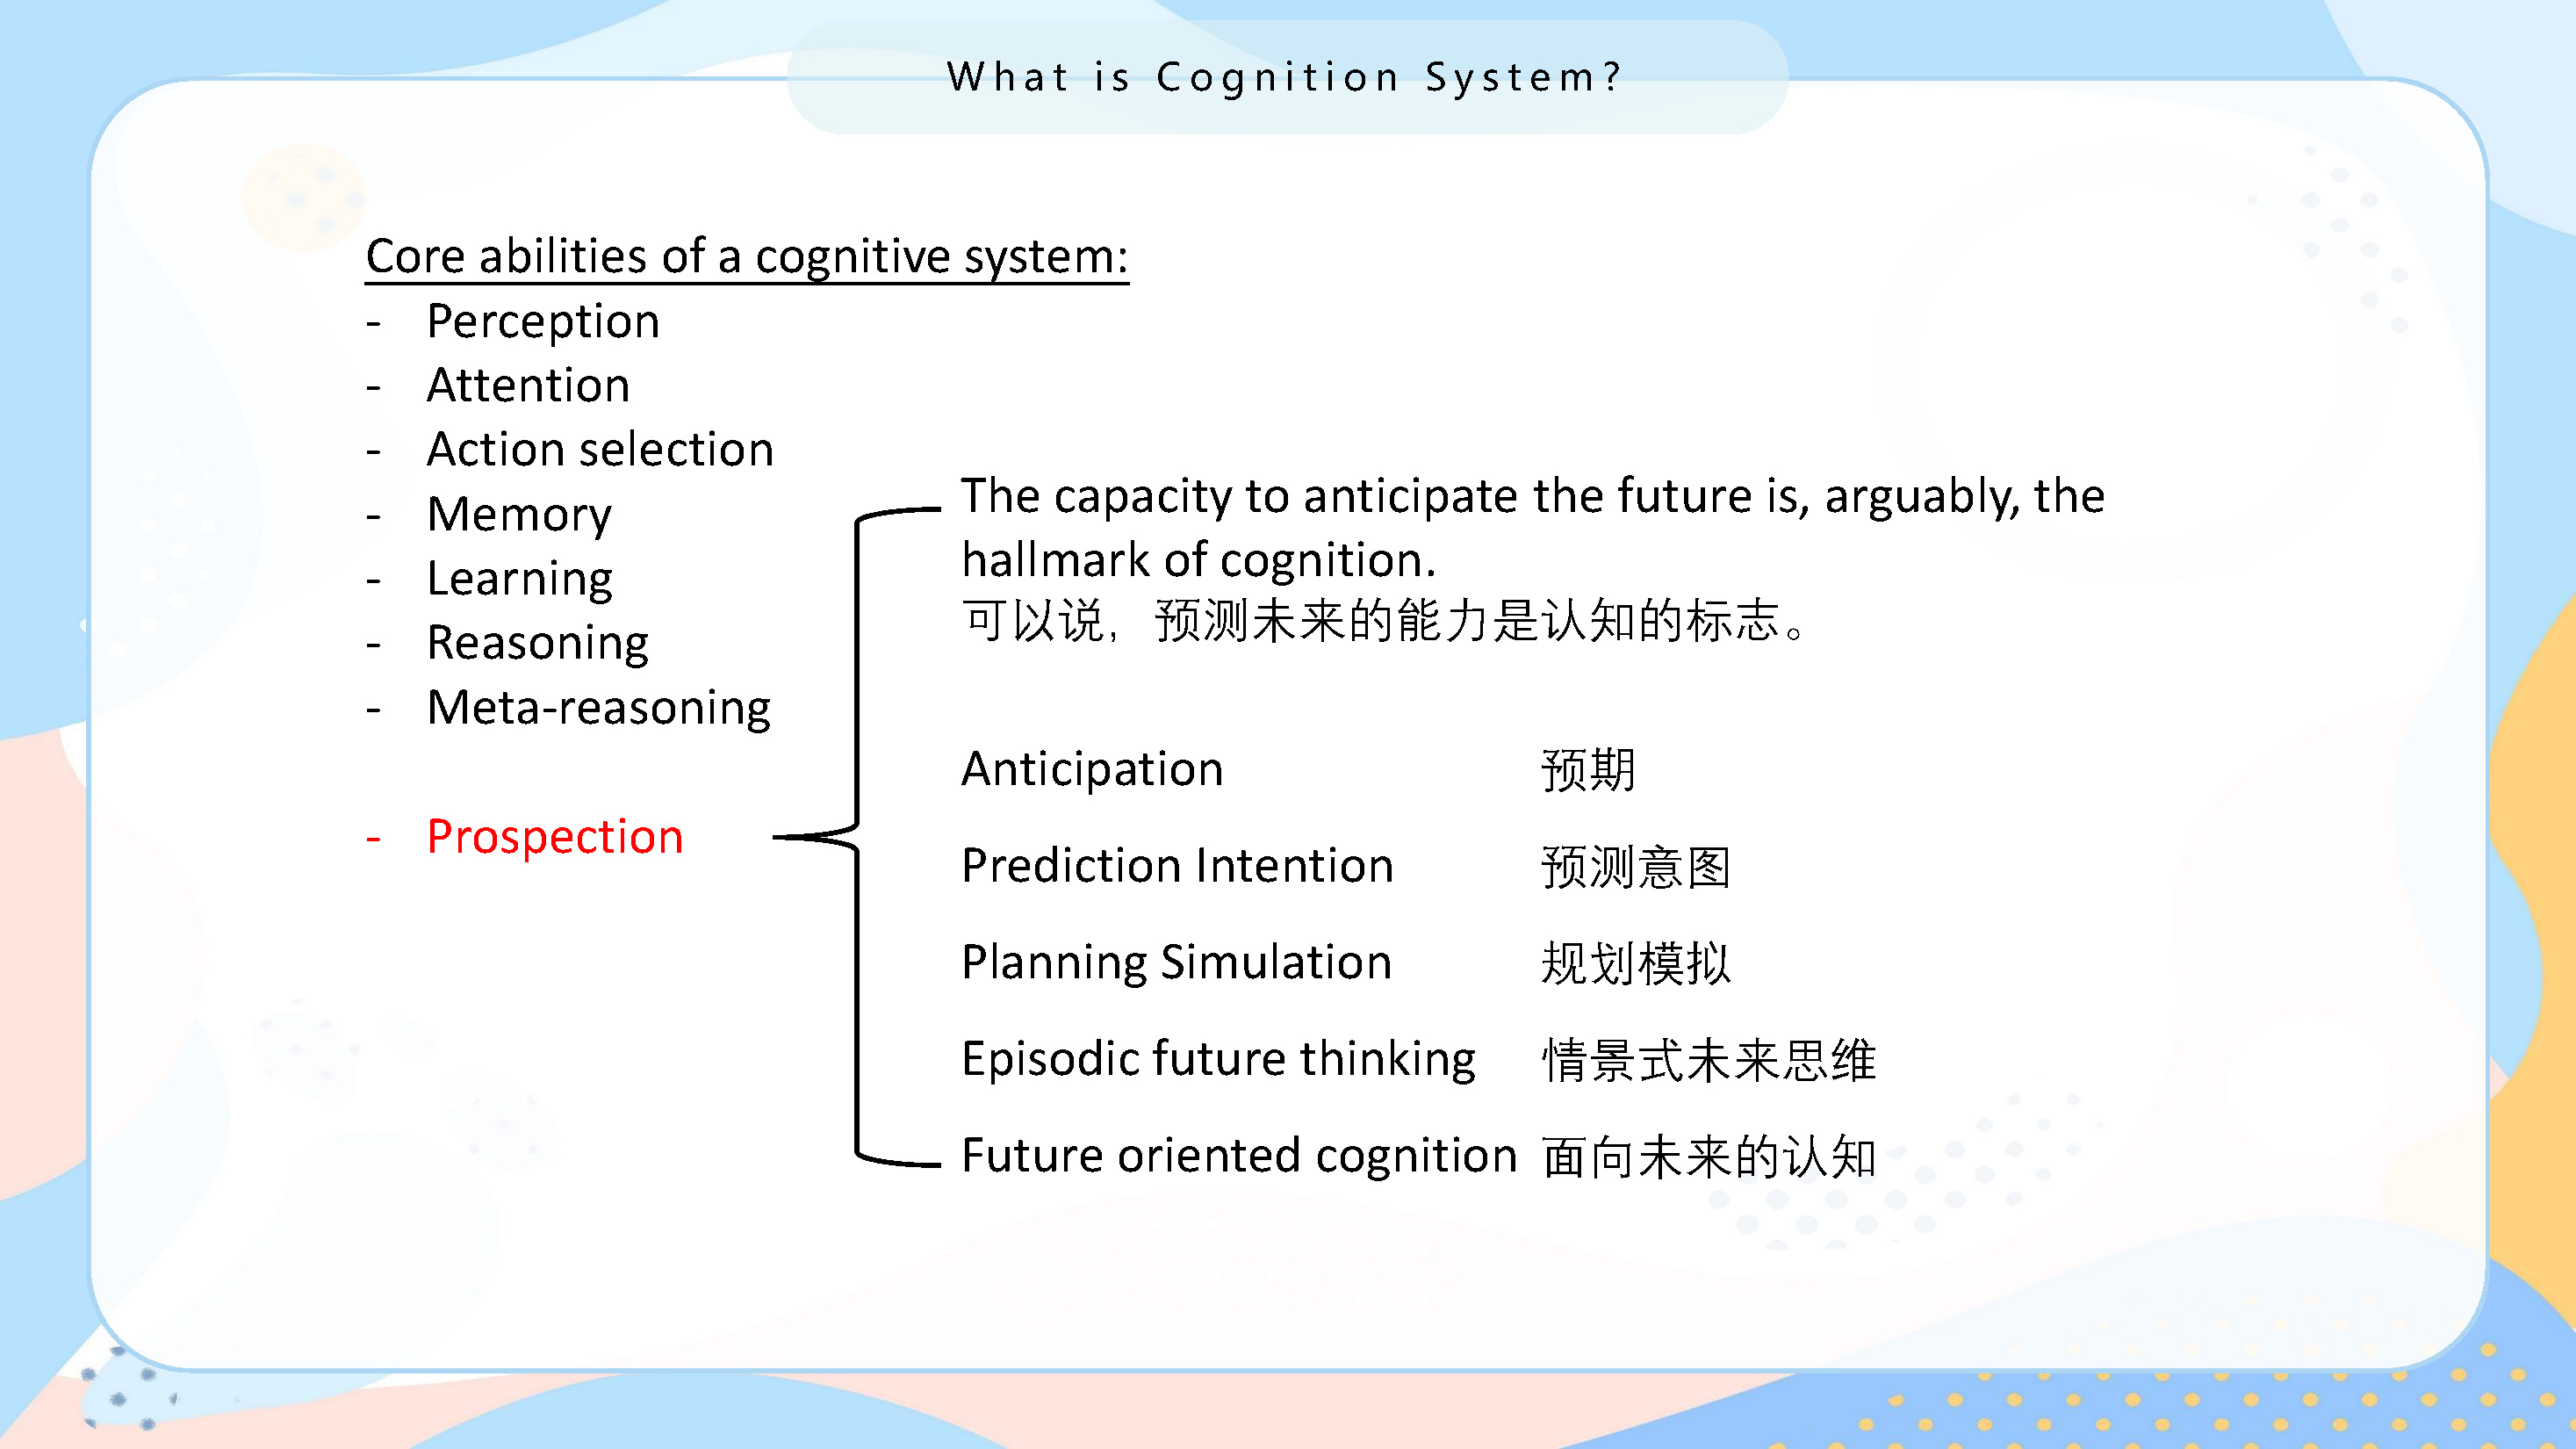 What is Cognition System?
Core abilities of a cognitive system:
- Perception
- Attention
- Action selection
- Memory
- Learning
- Reasoning
- Meta-reasoning
- Prospection
The capacity to anticipate the future is, arguably, the
hallmark of cognition.
可以说，预测未来的能力是认知的标志。
Anticipation 预期
Prediction Intention 预测意图
Planning Simulation 规划模拟
Episodic future thinking 情景式未来思维
Future oriented cognition 面向未来的认知